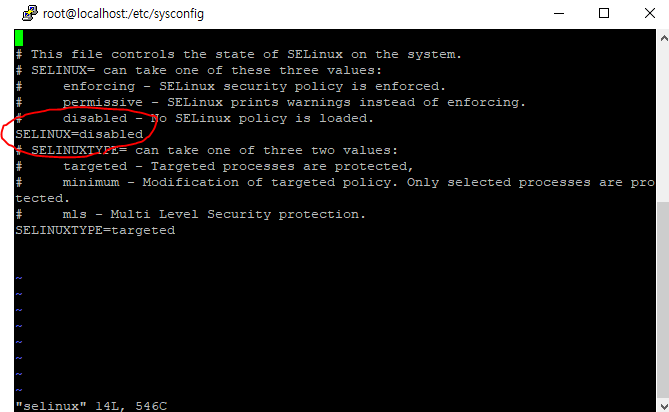 root@localhost:/etc/sysconfig
# This file controls the state of SELinux on the system.
# SELINUX= can take one of these three values:
#     enforcing - SELinux security policy is enforced.
#     permissive - SELinux prints warnings instead of enforcing.
#     disabled - No SELinux policy is loaded.
SELINUX=disabled
# SELINUXTYPE= can take one of three two values:
#     targeted - Targeted processes are protected,
#     minimum - Modification of targeted policy. Only selected processes are pro
tected.
#     mls - Multi Level Security protection.
SELINUXTYPE=targeted
~
~
~
~
~
~
~
~
"selinux" 14L, 546C